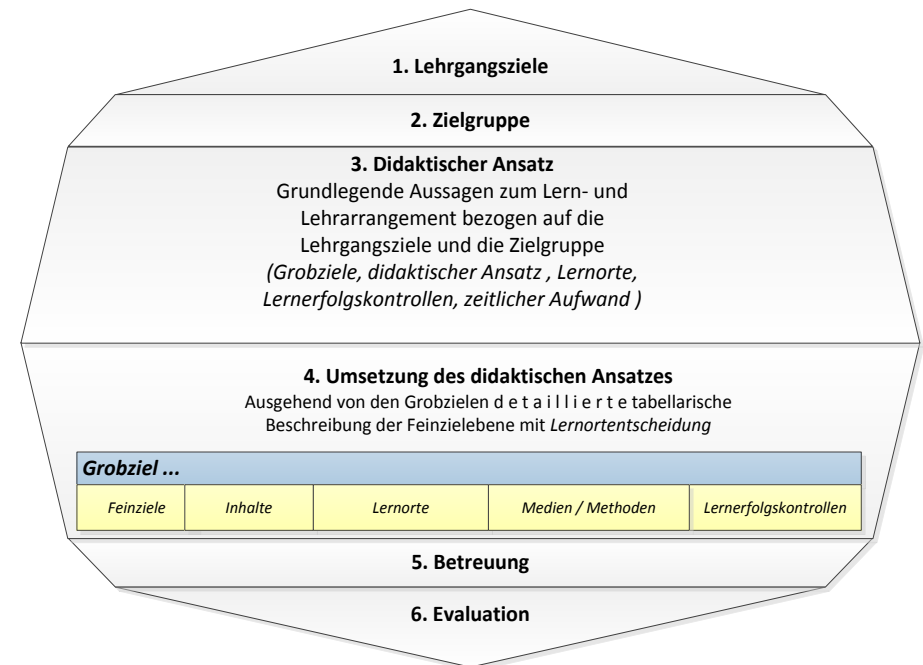 1. Lehrgangsziele
2. Zielgruppe
3. Didaktischer Ansatz
Grundlegende Aussagen zum Lern- und
Lehrarrangement bezogen auf die
Lehrgangsziele und die Zielgruppe
(Grobziele, didaktischer Ansatz , Lernorte,
Lernerfolgskontrollen, zeitlicher Aufwand )
4. Umsetzung des didaktischen Ansatzes
Ausgehend von den Grobzielen d e t a i l l i e r t e tabellarische
Beschreibung der Feinzielebene mit Lernortentscheidung
Grobziel ...
Feinziele Inhalte Lernorte Medien / Methoden Lernerfolgskontrollen
5. Betreuung
6. Evaluation